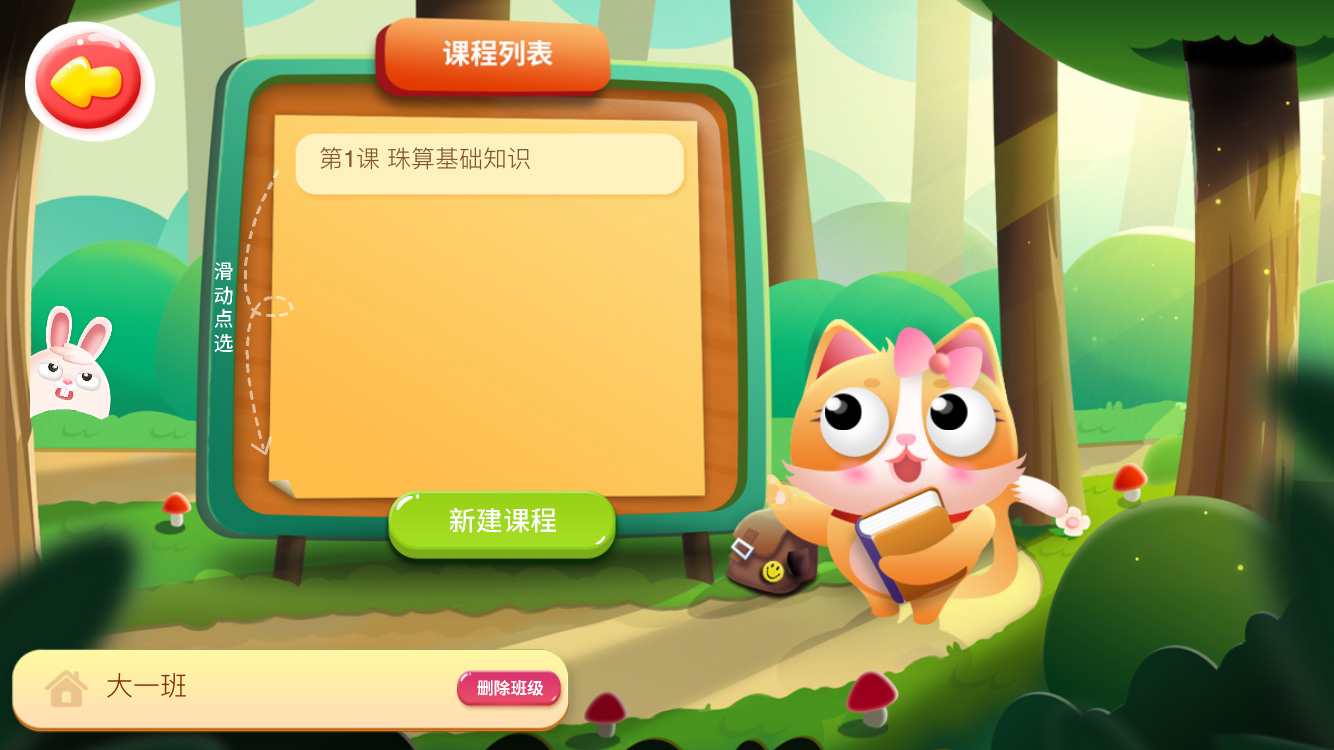 课程列表
第1课 珠算基础知识
滑动点选
新建课程
大一班
删除班级